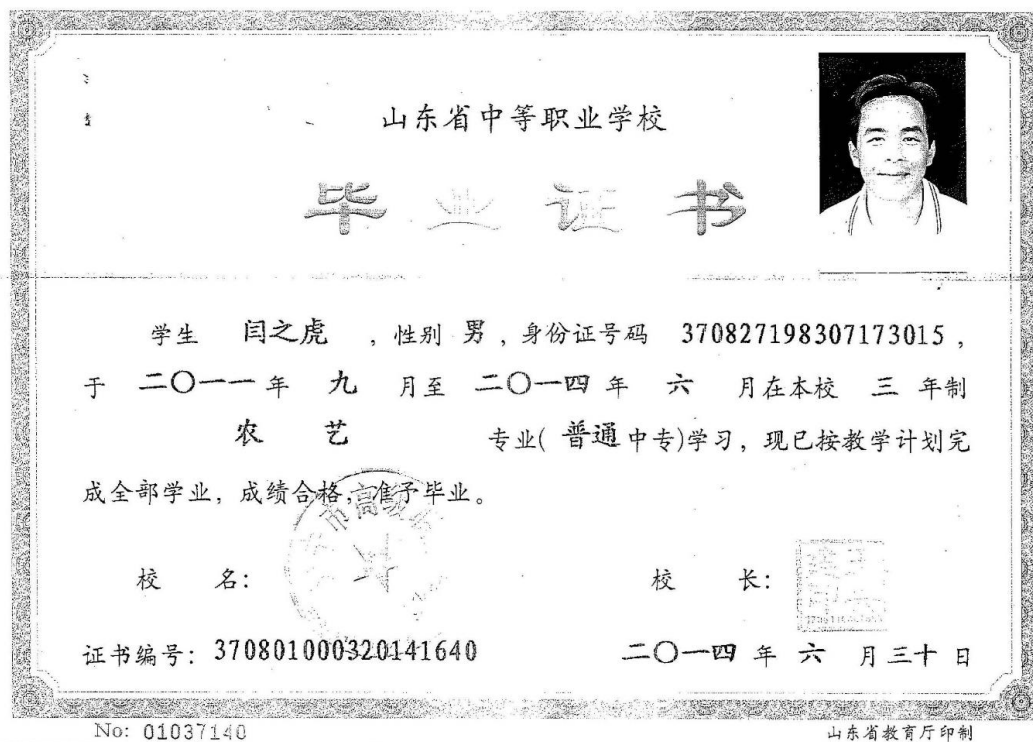 山东省中等职业学校
毕业证书
学生 闫之虎 ，性别 男 ，身份证号码 370827198307173015 ，
于 二〇一一 年 九 月至 二〇一四 年 六 月在本校 三 年制
农 艺 专业( 普通 中专)学习，现已按教学计划完
成全部学业，成绩合格，准予毕业。
市高级
校 名： 校 长：
证书编号：370801000320141640 二〇一四 年 六 月 三十 日
No: 01037140 山东省教育厅印制